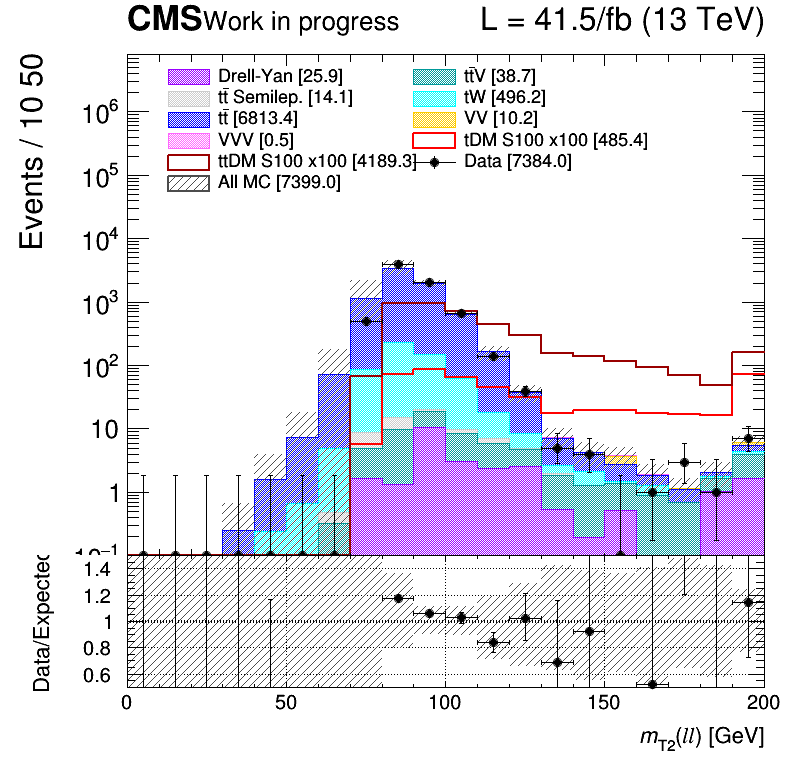 CMS Work in progress L = 41.5/fb (13 TeV)
Events / 10 50
Drell-Yan [25.9] tt̄V [38.7]
tt̄ Semilep. [14.1] tW [496.2]
tt̄ [6813.4] VV [10.2]
VVV [0.5] tDM S100 x100 [485.4]
ttDM S100 x100 [4189.3] Data [7384.0]
All MC [7399.0]
10⁶
10⁵
10⁴
10³
10²
10
1
10⁻¹
Data/Expected
1.4
1.2
1
0.8
0.6
0 50 100 150 200
m_T2(ll) [GeV]